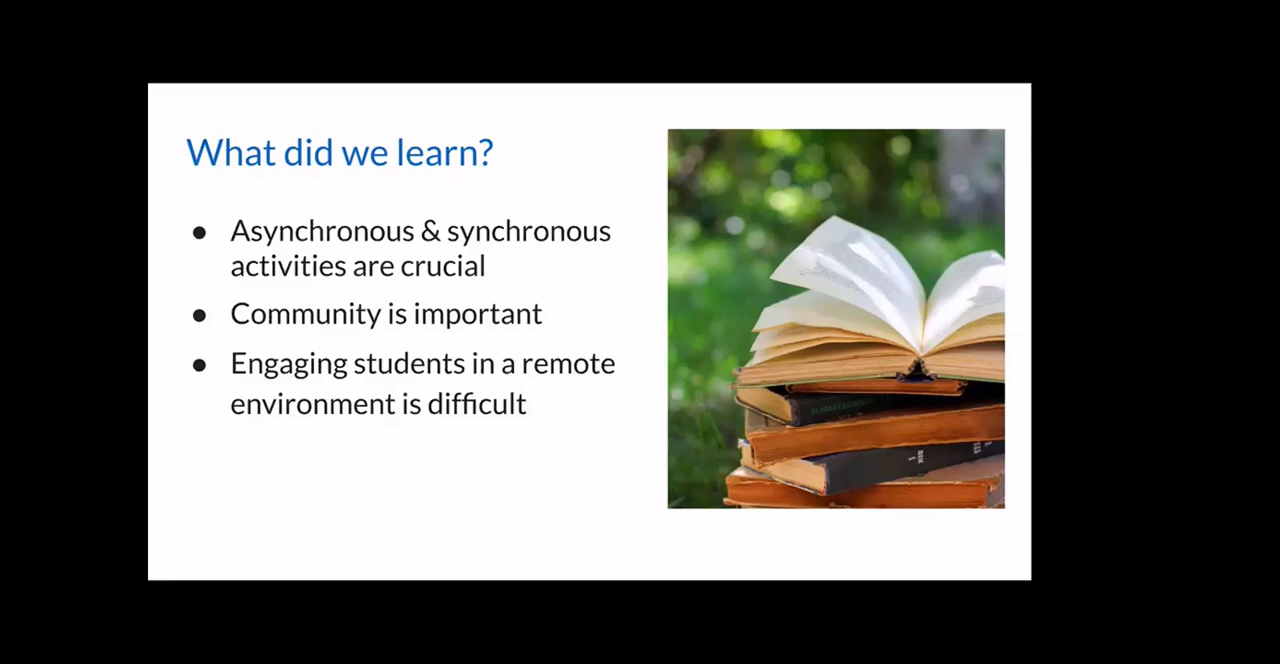 What did we learn?
● Asynchronous & synchronous
activities are crucial
● Community is important
● Engaging students in a remote
environment is difficult